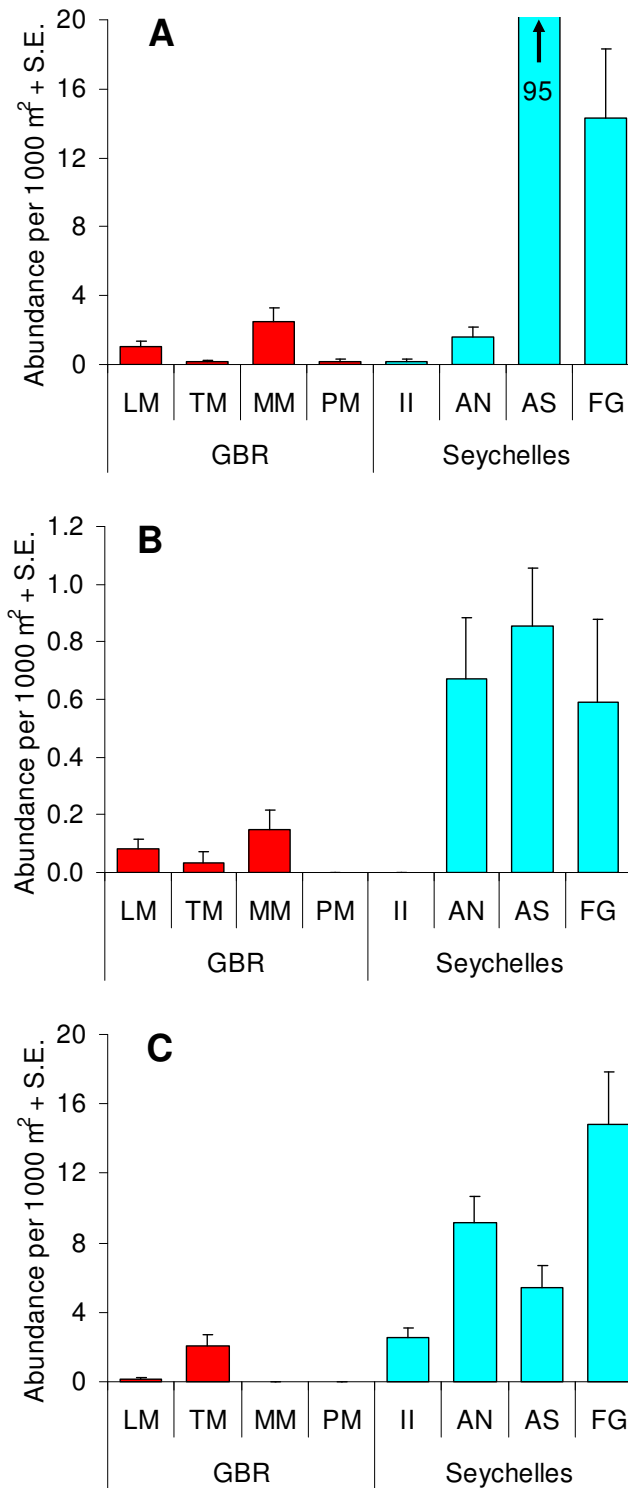 A
Abundance per 1000 m² + S.E.
20
16
12
8
4
0
95
LM TM MM PM II AN AS FG
GBR Seychelles
B
Abundance per 1000 m² + S.E.
1.2
1.0
0.8
0.6
0.4
0.2
0.0
LM TM MM PM II AN AS FG
GBR Seychelles
C
Abundance per 1000 m² + S.E.
20
16
12
8
4
0
LM TM MM PM II AN AS FG
GBR Seychelles